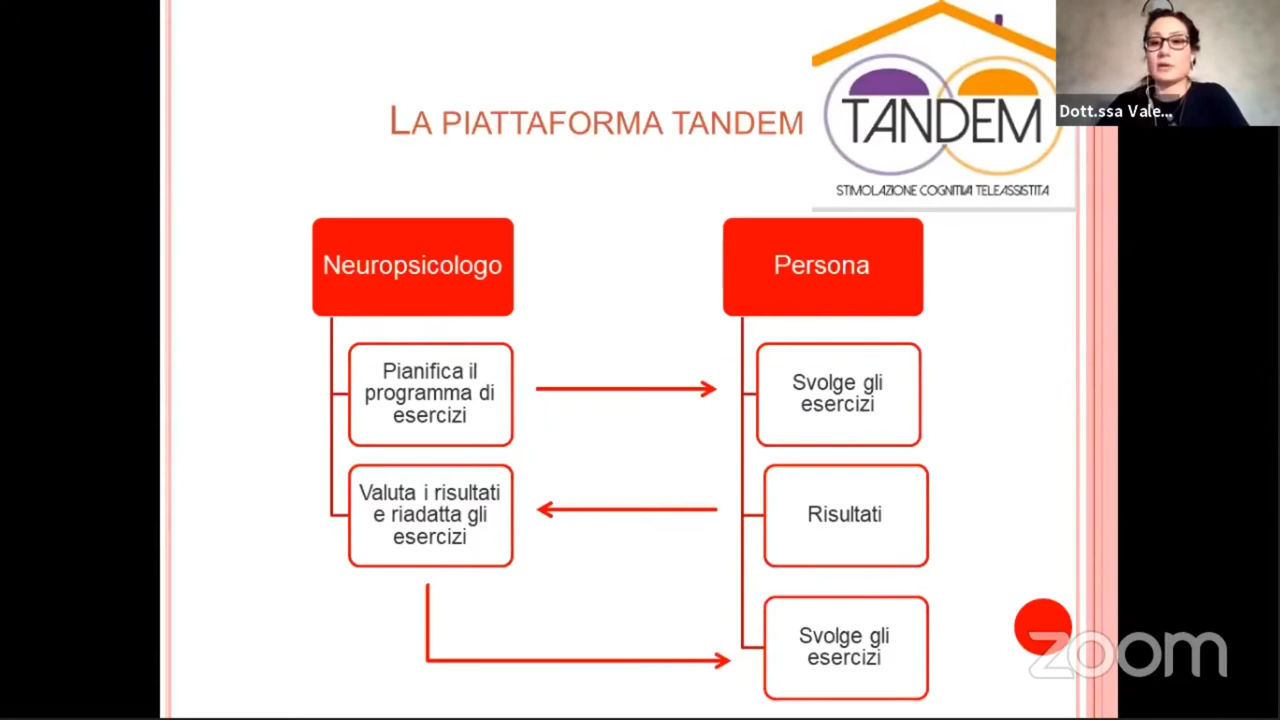 LA PIATTAFORMA TANDEM
TANDEM
STIMOLAZIONE COGNITIVA TELEASSISTITA
Dott.ssa Vale...
Neuropsicologo
Persona
Pianifica il
programma di
esercizi
Svolge gli
esercizi
Valuta i risultati
e riadatta gli
esercizi
Risultati
Svolge gli
esercizi
zoom